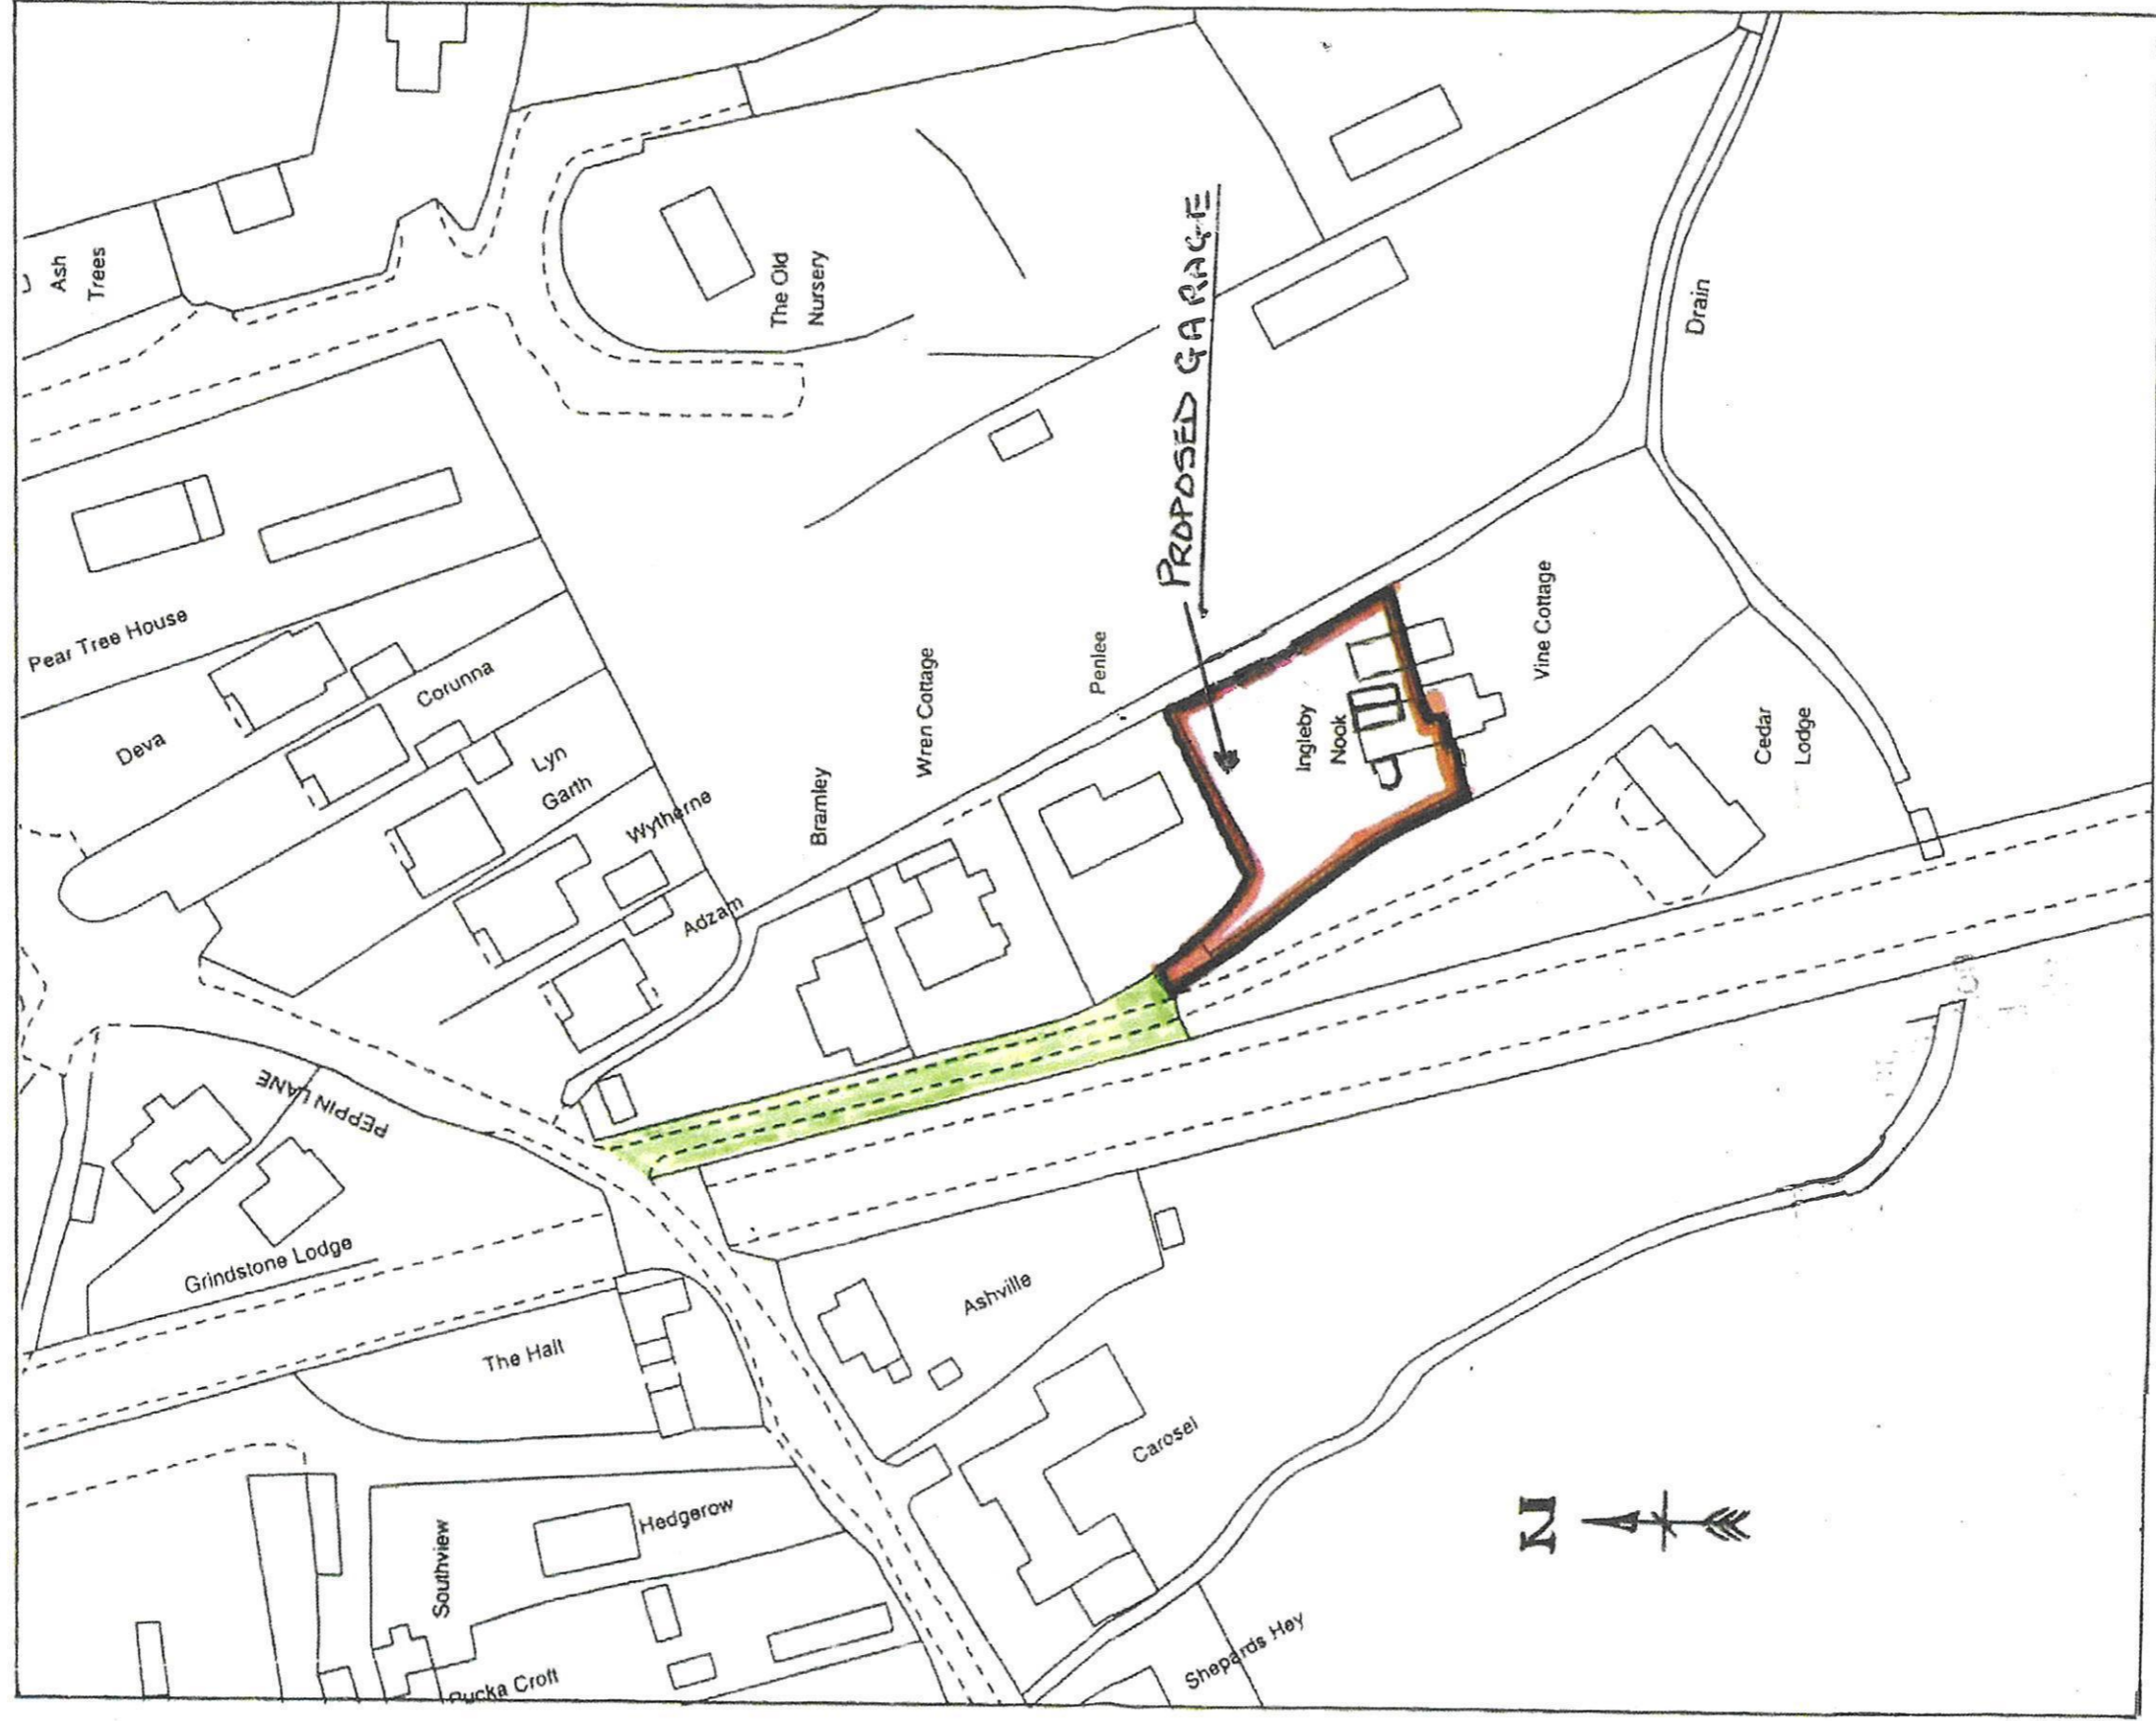 Ash
Trees
The Old
Nursery
PROPOSED GARAGE
Drain
Pear Tree House
Deva
Corunna
Lyn
Garth
Wytherne
Adzam
Bramley
Wren Cottage
Penlee
Ingleby
Nook
Vine Cottage
Cedar
Lodge
PEPPIN LANE
Grindstone Lodge
The Halt
Ashville
Carosel
Southview
Hedgerow
Shepards Hey
N